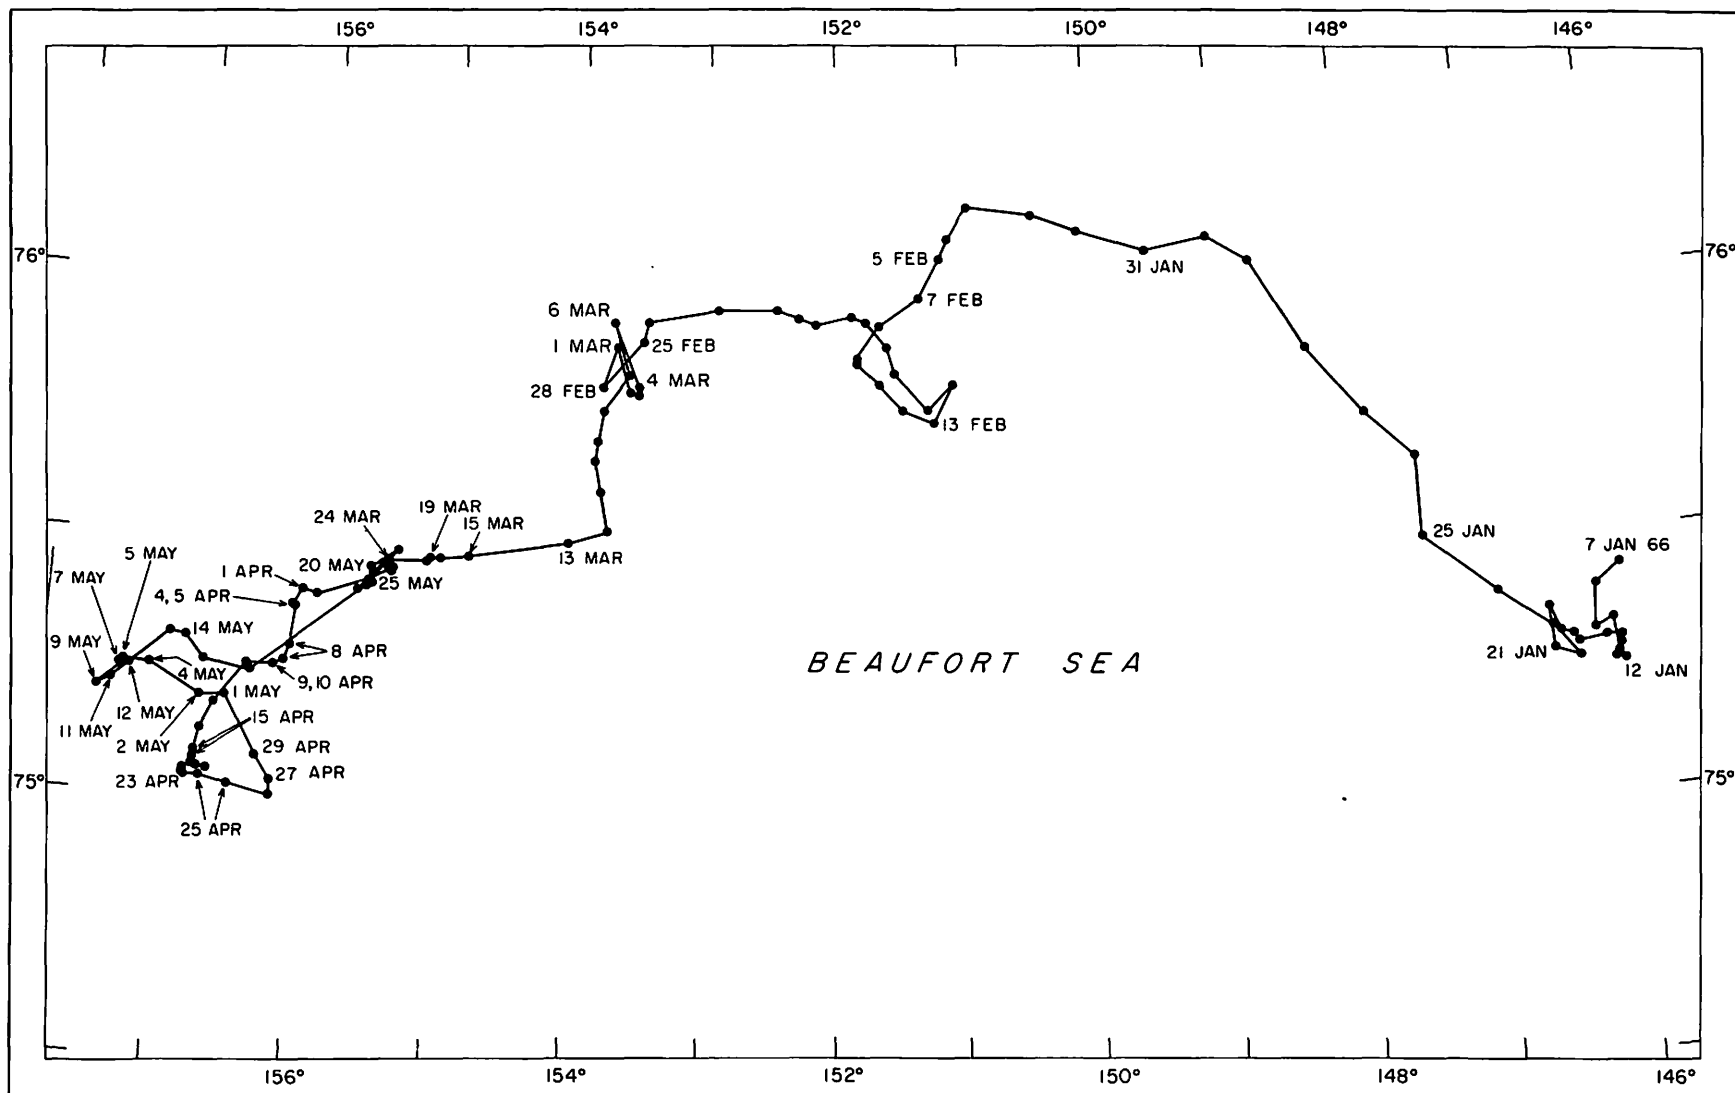 156° 154° 152° 150° 148° 146°
76° 76°
5 FEB
31 JAN
7 FEB
6 MAR
1 MAR 25 FEB
28 FEB 4 MAR
13 FEB
24 MAR 19 MAR
15 MAR
25 JAN
7 JAN 66
5 MAY 20 MAY 13 MAR
7 MAY 1 APR 25 MAY
4, 5 APR
14 MAY
9 MAY
8 APR
21 JAN
BEAUFORT SEA
4 MAY 9, 10 APR 12 JAN
1 MAY
12 MAY
15 APR
11 MAY
2 MAY 29 APR
23 APR 27 APR
75° 75°
25 APR
156° 154° 152° 150° 148° 146°